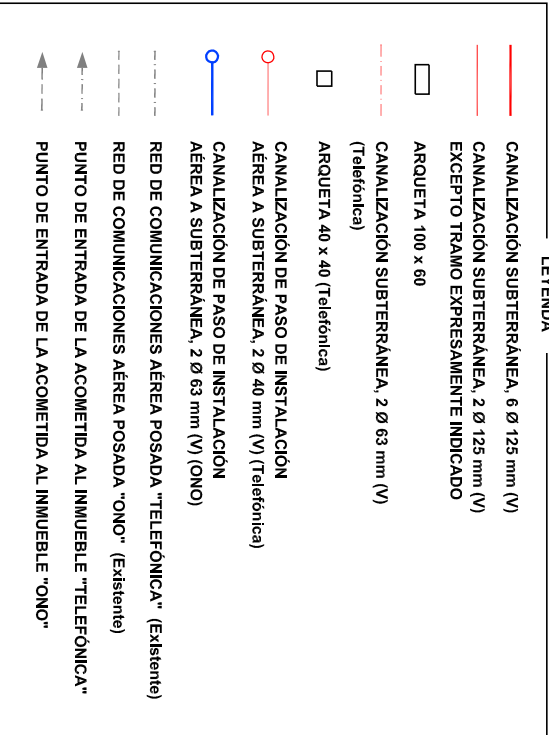 LEYENDA
CANALIZACIÓN SUBTERRÁNEA, 6 Ø 125 mm (V)
CANALIZACIÓN SUBTERRÁNEA, 2 Ø 125 mm (V)
EXCEPTO TRAMO EXPRESAMENTE INDICADO
ARQUETA 100 x 60
CANALIZACIÓN SUBTERRÁNEA, 2 Ø 63 mm (V)
(Telefónica)
ARQUETA 40 x 40 (Telefónica)
CANALIZACIÓN DE PASO DE INSTALACIÓN
AÉREA A SUBTERRÁNEA, 2 Ø 40 mm (V) (Telefónica)
CANALIZACIÓN DE PASO DE INSTALACIÓN
AÉREA A SUBTERRÁNEA, 2 Ø 63 mm (V) (ONO)
RED DE COMUNICACIONES AÉREA POSADA "TELEFÓNICA" (Existente)
RED DE COMUNICACIONES AÉREA POSADA "ONO" (Existente)
PUNTO DE ENTRADA DE LA ACOMETIDA AL INMUEBLE "TELEFÓNICA"
PUNTO DE ENTRADA DE LA ACOMETIDA AL INMUEBLE "ONO"